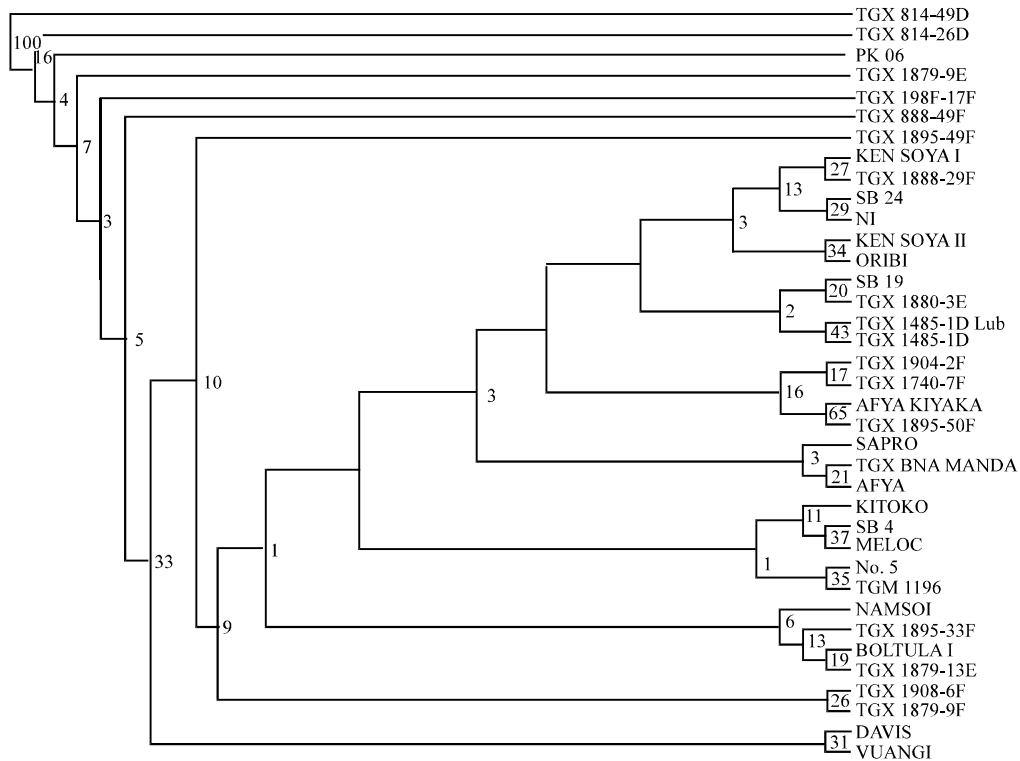 TGX 814-49D
100
TGX 814-26D
16
PK 06
4
TGX 1879-9E
7
TGX 198F-17F
3
TGX 888-49F
5
TGX 1895-49F
10
KEN SOYA I
27
TGX 1888-29F
13
SB 24
29
NI
3
KEN SOYA II
34
ORIBI
SB 19
20
TGX 1880-3E
2
TGX 1485-1D Lub
43
TGX 1485-1D
TGX 1904-2F
17
TGX 1740-7F
16
AFYA KIYAKA
65
TGX 1895-50F
3
SAPRO
3
TGX BNA MANDA
21
AFYA
KITOKO
11
SB 4
37
MELOC
1
No. 5
35
TGM 1196
1
33
NAMSOI
6
TGX 1895-33F
13
BOLTULA I
19
TGX 1879-13E
9
TGX 1908-6F
26
TGX 1879-9F
DAVIS
31
VUANGI